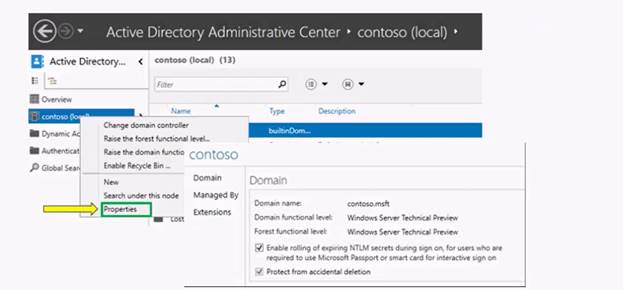 Active Directory Administrative Center • contoso (local) •
Active Directory...
contoso (local) (13)
Filter
Overview
contoso (local)
Name
Type
Description
Dynamic Ac
Authenticat
Global Sear
Change domain controller
Raise the forest functional level...
Raise the domain functio
Enable Recycle Bin ...
New
Search under this node
Properties
builtinDom...
Lost
contoso
Domain
Managed By
Extensions
Domain
Domain name: contoso.msft
Domain functional level: Windows Server Technical Preview
Forest functional level: Windows Server Technical Preview
Enable rolling of expiring NTLM secrets during sign on, for users who are
required to use Microsoft Passport or smart card for interactive sign on
Protect from accidental deletion